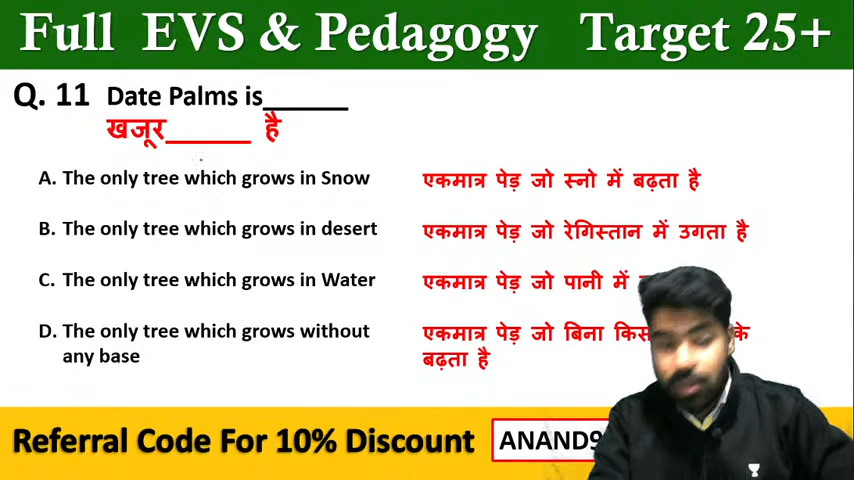 Full EVS & Pedagogy Target 25+
Q. 11 Date Palms is______
खजूर______ है
A. The only tree which grows in Snow एकमात्र पेड़ जो स्नो में बढ़ता है
B. The only tree which grows in desert एकमात्र पेड़ जो रेगिस्तान में उगता है
C. The only tree which grows in Water एकमात्र पेड़ जो पानी में
D. The only tree which grows without एकमात्र पेड़ जो बिना के
any base बढ़ता है
Referral Code For 10% Discount ANAND9